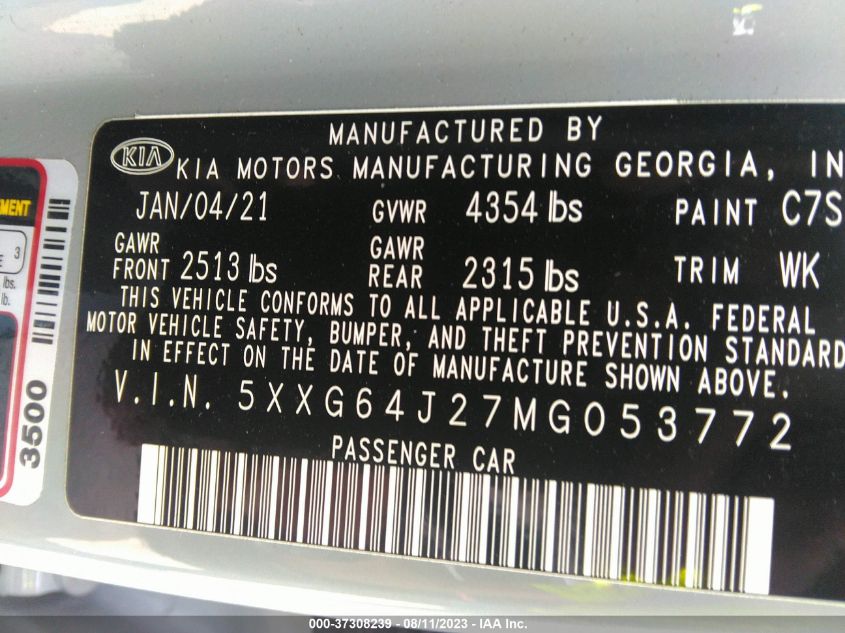 MANUFACTURED BY
KIA KIA MOTORS MANUFACTURING GEORGIA, IN
JAN/04/21 GVWR 4354 lbs PAINT C7S
GAWR FRONT 2513 lbs GAWR REAR 2315 lbs TRIM WK
THIS VEHICLE CONFORMS TO ALL APPLICABLE U.S.A. FEDERAL
MOTOR VEHICLE SAFETY, BUMPER, AND THEFT PREVENTION STANDARD
IN EFFECT ON THE DATE OF MANUFACTURE SHOWN ABOVE.
V.I.N. 5XXG64J27MG053772
PASSENGER CAR
3
lbs.
lb.
3500
000-37308239 - 08/11/2023 - IAA Inc.